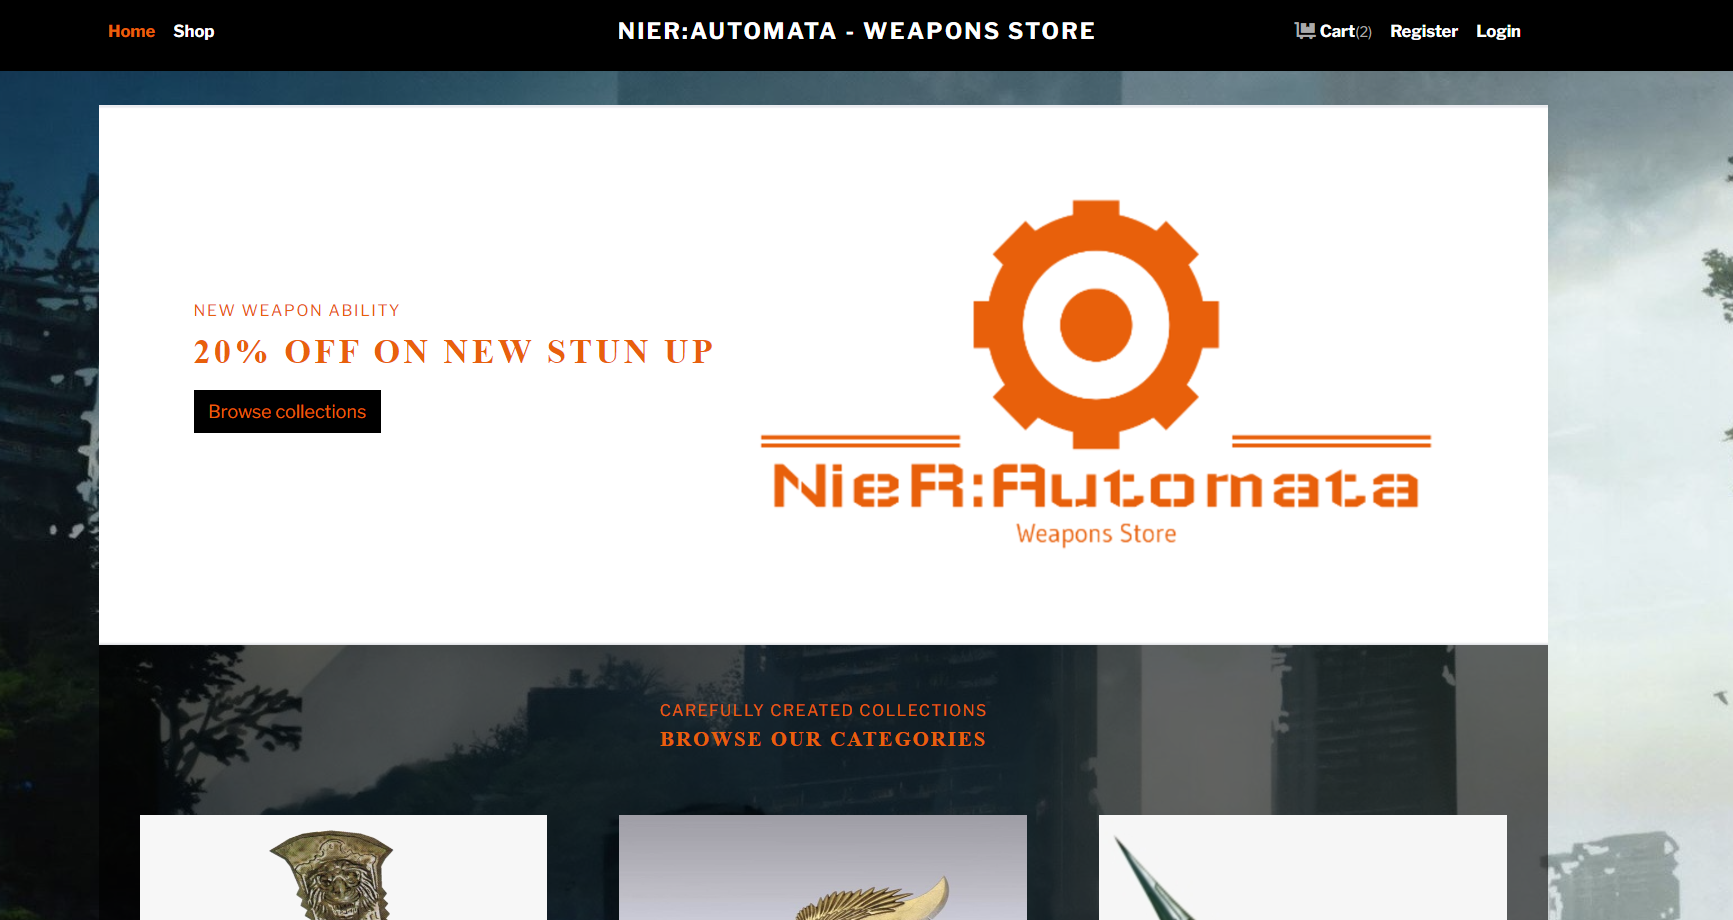 Home Shop NIER:AUTOMATA - WEAPONS STORE Cart(2) Register Login
NEW WEAPON ABILITY
20% OFF ON NEW STUN UP
Browse collections
NieR:Automata
Weapons Store
CAREFULLY CREATED COLLECTIONS
BROWSE OUR CATEGORIES